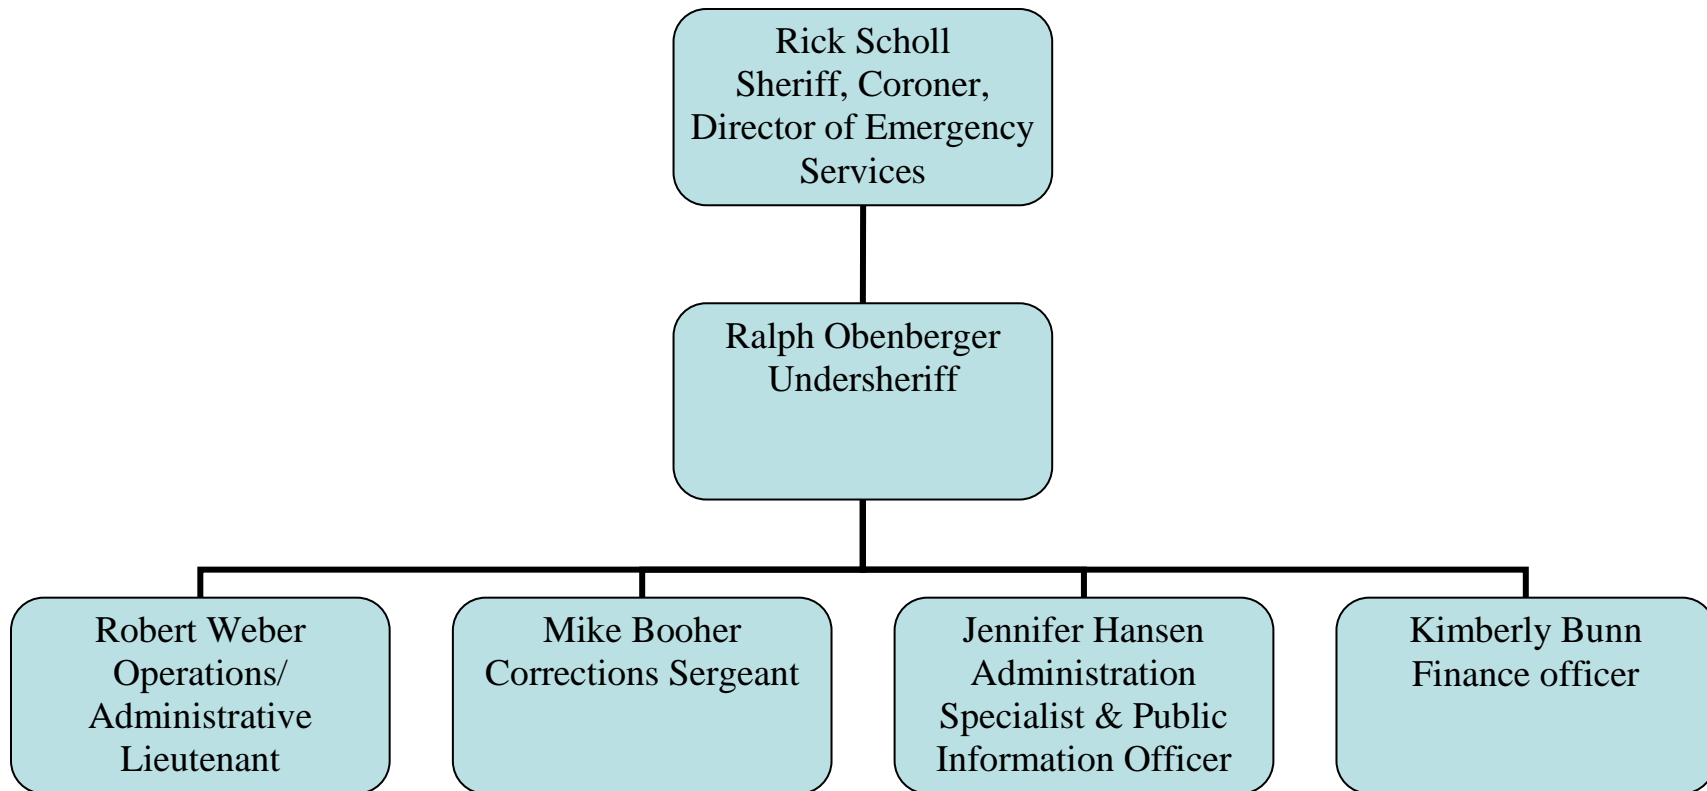 Rick Scholl
Sheriff, Coroner,
Director of Emergency
Services
Ralph Obenberger
Undersheriff
Robert Weber
Operations/
Administrative
Lieutenant
Mike Booher
Corrections Sergeant
Jennifer Hansen
Administration
Specialist & Public
Information Officer
Kimberly Bunn
Finance officer